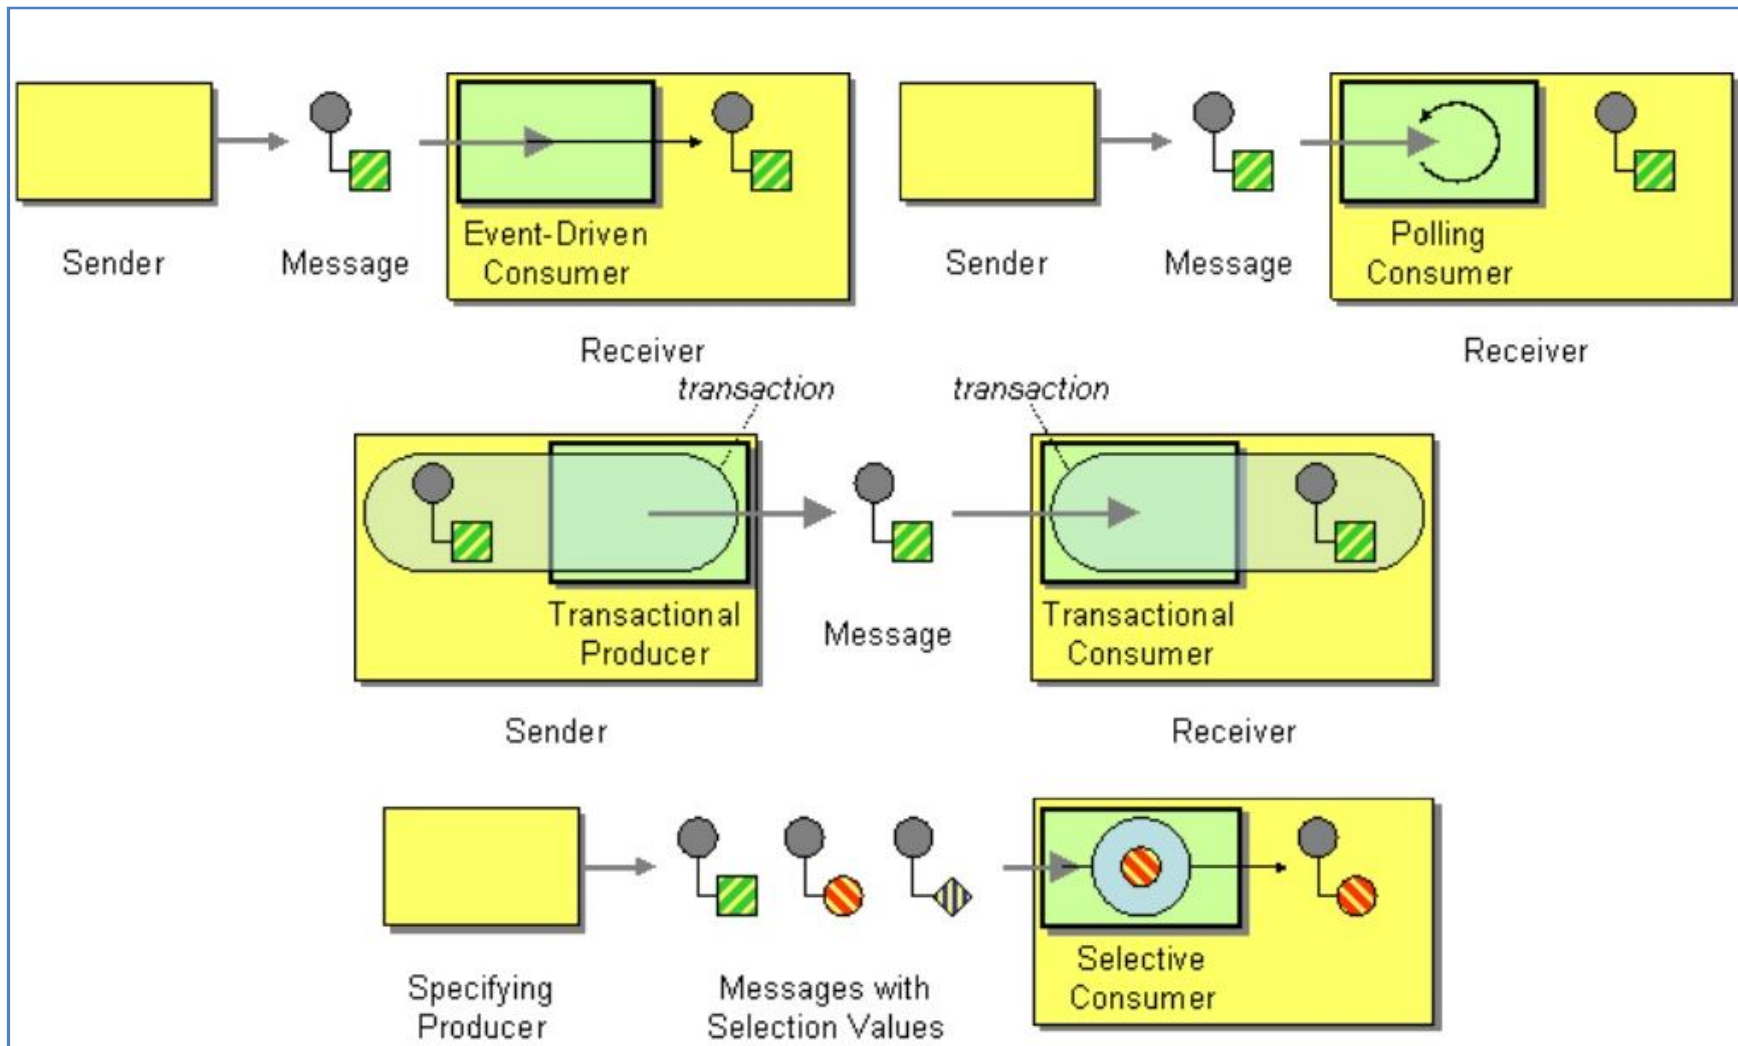 Event-Driven
Consumer
Sender
Message
Receiver
Polling
Consumer
Sender
Message
Receiver
transaction
transaction
Transactional
Producer
Message
Transactional
Consumer
Sender
Receiver
Specifying
Producer
Messages with
Selection Values
Selective
Consumer